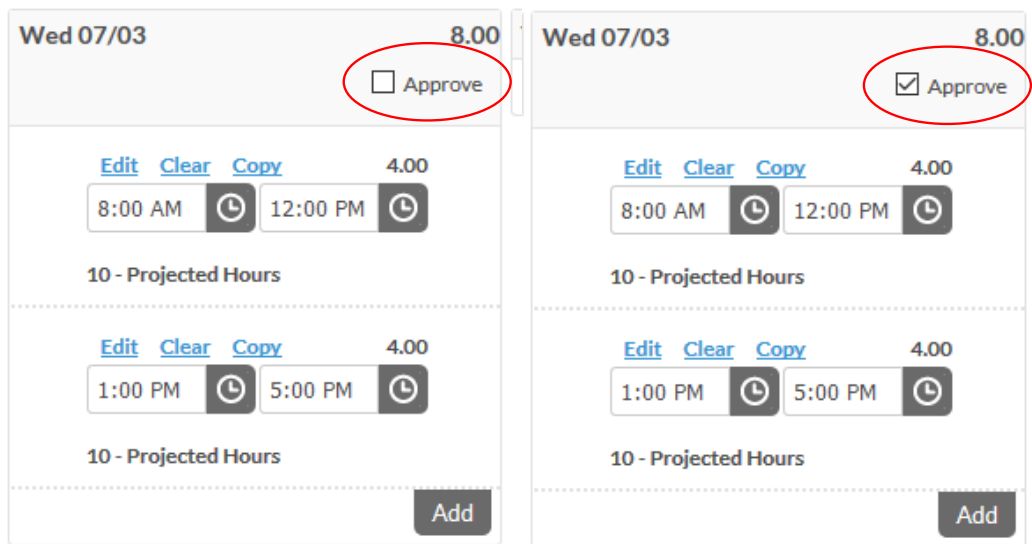 Wed 07/03 8.00
Approve
Edit Clear Copy 4.00
8:00 AM 12:00 PM
10 - Projected Hours
Edit Clear Copy 4.00
1:00 PM 5:00 PM
10 - Projected Hours
Add
Wed 07/03 8.00
Approve
Edit Clear Copy 4.00
8:00 AM 12:00 PM
10 - Projected Hours
Edit Clear Copy 4.00
1:00 PM 5:00 PM
10 - Projected Hours
Add